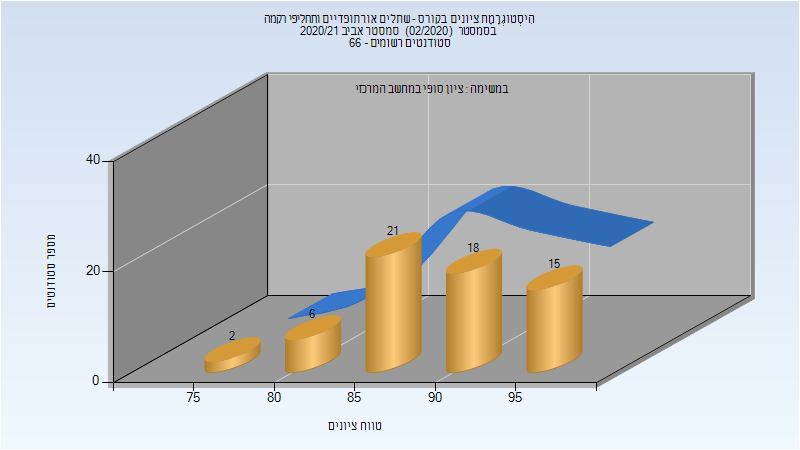 היסטוגרמת ציונים בקורס - שתלים אורתופדיים ותחליפי רקמה
בסמסטר (02/2020) סמסטר אביב 2020/21
סטודנטים רשומים - 66
במשימה : ציון סופי במחשב המרכזי
מספר סטודנטים
40
20
0
2
6
21
18
15
75
80
85
90
95
טווח ציונים